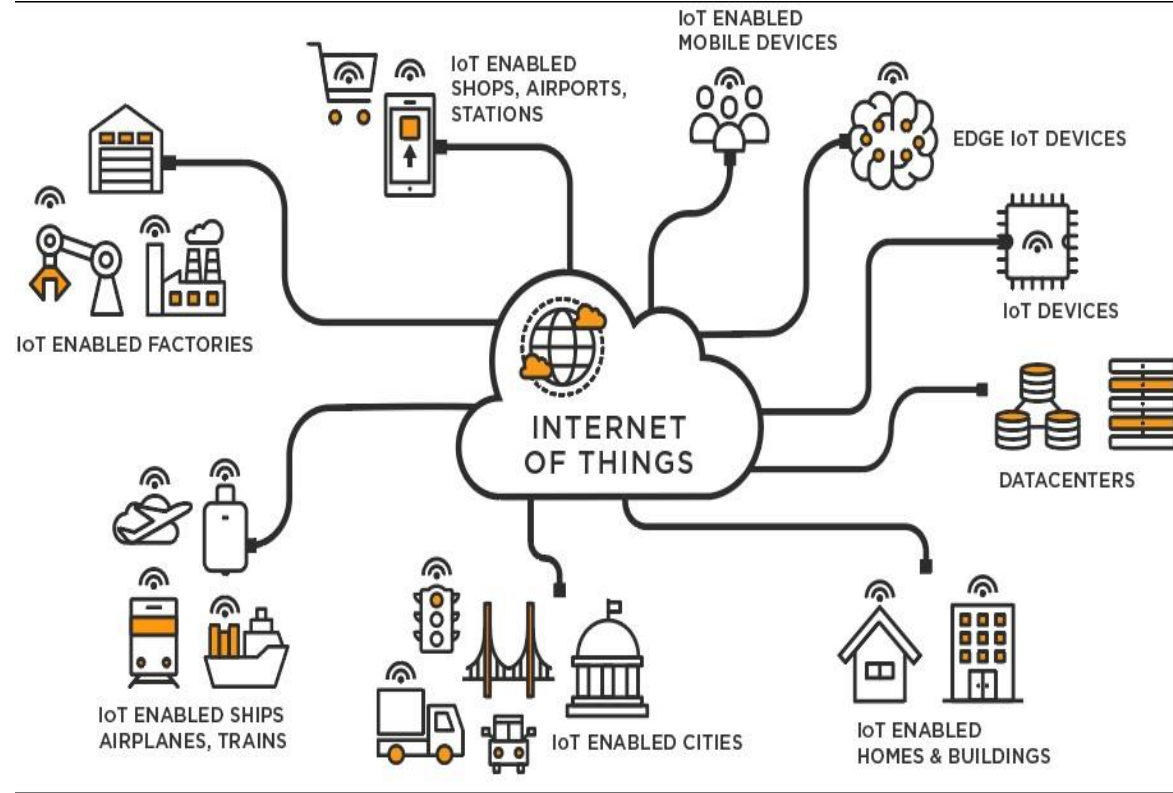 IoT ENABLED
MOBILE DEVICES
IoT ENABLED
SHOPS, AIRPORTS,
STATIONS
EDGE IoT DEVICES
IoT DEVICES
IoT ENABLED FACTORIES
INTERNET
OF THINGS
DATACENTERS
IoT ENABLED SHIPS
AIRPLANES, TRAINS
IoT ENABLED CITIES
IoT ENABLED
HOMES & BUILDINGS